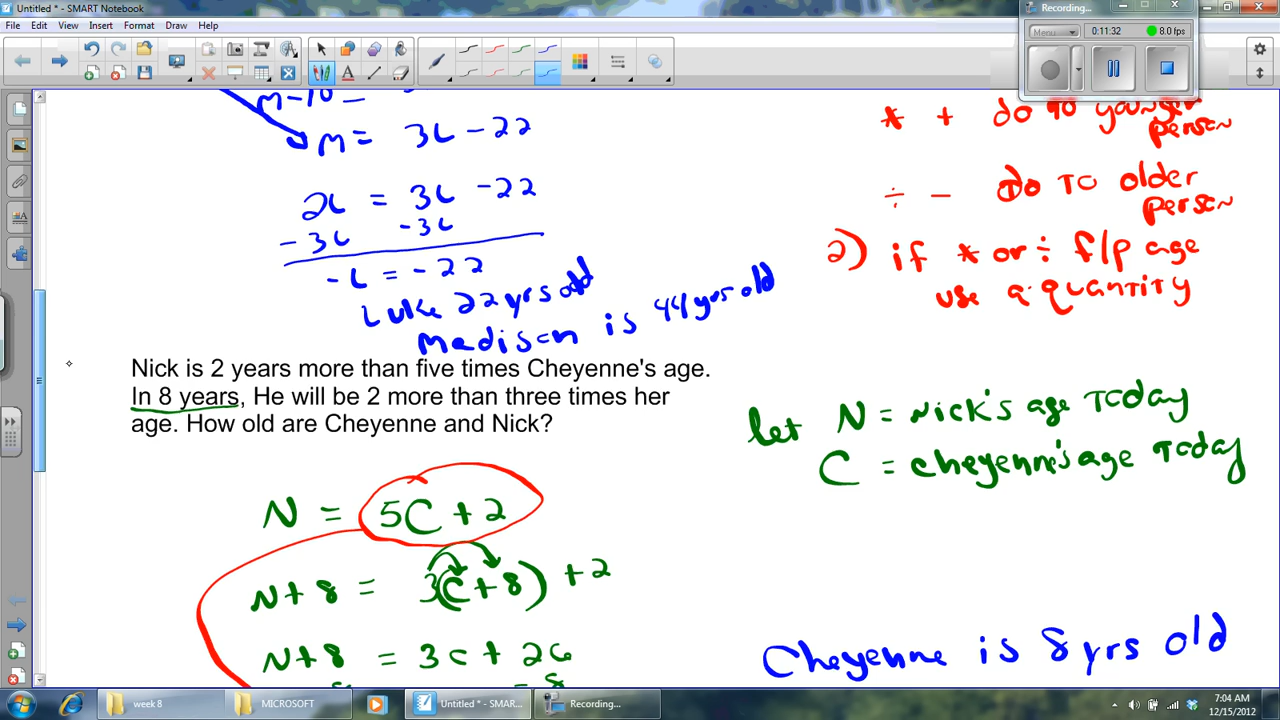 Untitled * - SMART Notebook
Recording...
File Edit View Insert Format Draw Help
Menu
0:11:32
8.0 fps
m-10 =
m = 3L - 22
2L = 3L - 22
- 3L - 3L
- L = - 22
Luke 22 yrs old
madison is 44 yrs old
* + do to younger
person
÷ - do to older
person
2) if * or ÷ f/p age
use a quantity
Nick is 2 years more than five times Cheyenne's age.
In 8 years, He will be 2 more than three times her
age. How old are Cheyenne and Nick?
let N = Nick's age today
C = cheyenne's age today
N = 5C + 2
N + 8 = 3(C + 8) + 2
N + 8 = 3C + 26
- 8
Cheyenne is 8 yrs old
week 8
MICROSOFT
Untitled * - SMAR...
Recording...
7:04 AM
12/15/2012